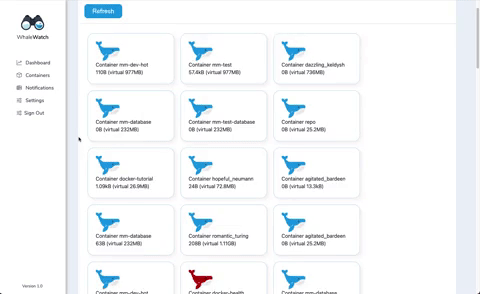 Refresh
WhaleWatch
Dashboard
Containers
Notifications
Settings
Sign Out
Version 1.0
Container mm-dev-hot
110B (virtual 977MB)
Container mm-test
57.4kB (virtual 977MB)
Container dazzling_keldysh
0B (virtual 736MB)
Container mm-database
0B (virtual 232MB)
Container mm-test-database
0B (virtual 232MB)
Container repo
0B (virtual 25.2MB)
Container docker-tutorial
1.09kB (virtual 26.9MB)
Container hopeful_neumann
24B (virtual 72.8MB)
Container agitated_bardeen
0B (virtual 13.3kB)
Container mm-database
63B (virtual 232MB)
Container romantic_turing
208B (virtual 1.11GB)
Container agitated_bardeen
0B (virtual 25.2MB)
Container mm-dev-hot
Container docker-health
Container mm-database